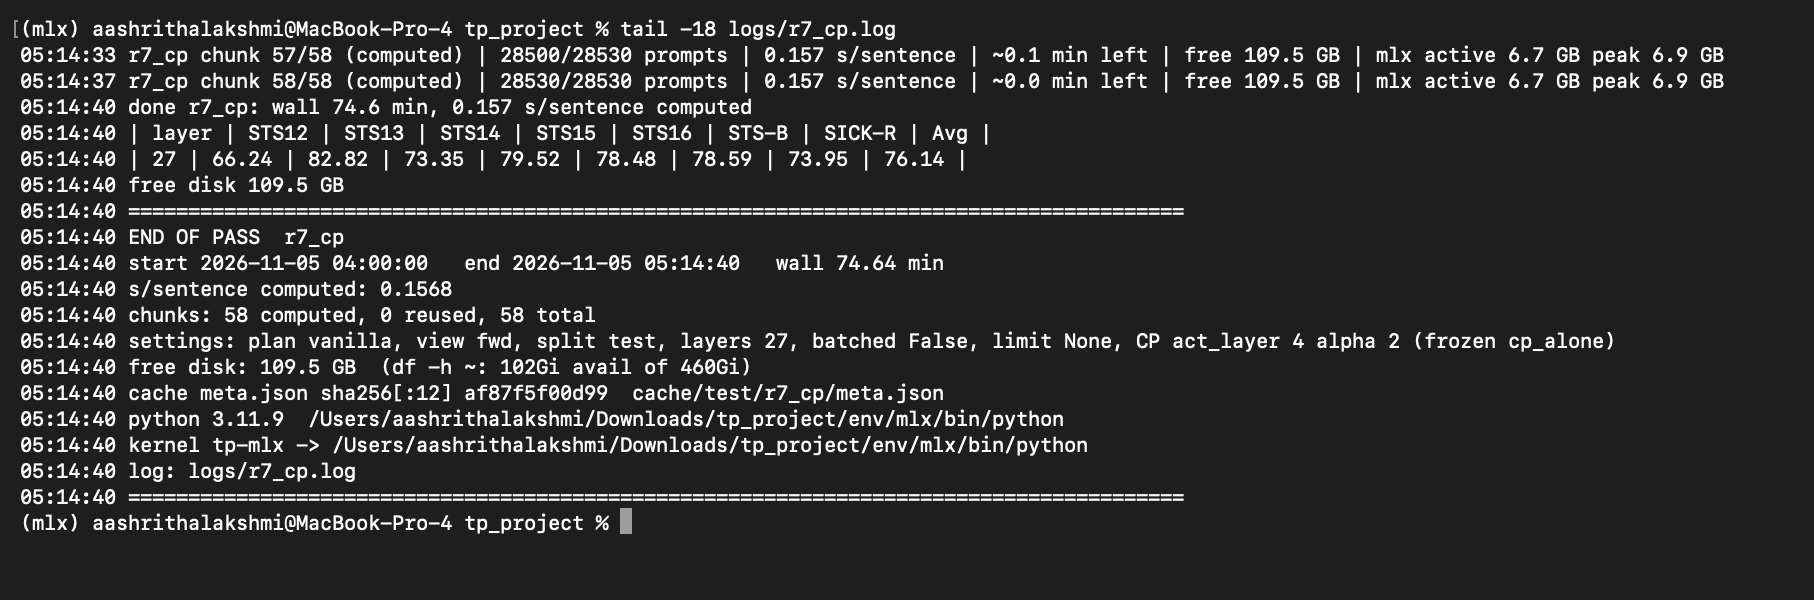 [(mlx) aashrithalakshmi@MacBook-Pro-4 tp_project % tail -18 logs/r7_cp.log
05:14:33 r7_cp chunk 57/58 (computed) | 28500/28530 prompts | 0.157 s/sentence | ~0.1 min left | free 109.5 GB | mlx active 6.7 GB peak 6.9 GB
05:14:37 r7_cp chunk 58/58 (computed) | 28530/28530 prompts | 0.157 s/sentence | ~0.0 min left | free 109.5 GB | mlx active 6.7 GB peak 6.9 GB
05:14:40 done r7_cp: wall 74.6 min, 0.157 s/sentence computed
05:14:40 | layer | STS12 | STS13 | STS14 | STS15 | STS16 | STS-B | SICK-R | Avg |
05:14:40 | 27 | 66.24 | 82.82 | 73.35 | 79.52 | 78.48 | 78.59 | 73.95 | 76.14 |
05:14:40 free disk 109.5 GB
05:14:40 ========================================================================================
05:14:40 END OF PASS  r7_cp
05:14:40 start 2026-11-05 04:00:00   end 2026-11-05 05:14:40   wall 74.64 min
05:14:40 s/sentence computed: 0.1568
05:14:40 chunks: 58 computed, 0 reused, 58 total
05:14:40 settings: plan vanilla, view fwd, split test, layers 27, batched False, limit None, CP act_layer 4 alpha 2 (frozen cp_alone)
05:14:40 free disk: 109.5 GB  (df -h ~: 102Gi avail of 460Gi)
05:14:40 cache meta.json sha256[:12] af87f5f00d99  cache/test/r7_cp/meta.json
05:14:40 python 3.11.9  /Users/aashrithalakshmi/Downloads/tp_project/env/mlx/bin/python
05:14:40 kernel tp-mlx -> /Users/aashrithalakshmi/Downloads/tp_project/env/mlx/bin/python
05:14:40 log: logs/r7_cp.log
05:14:40 ========================================================================================
(mlx) aashrithalakshmi@MacBook-Pro-4 tp_project %